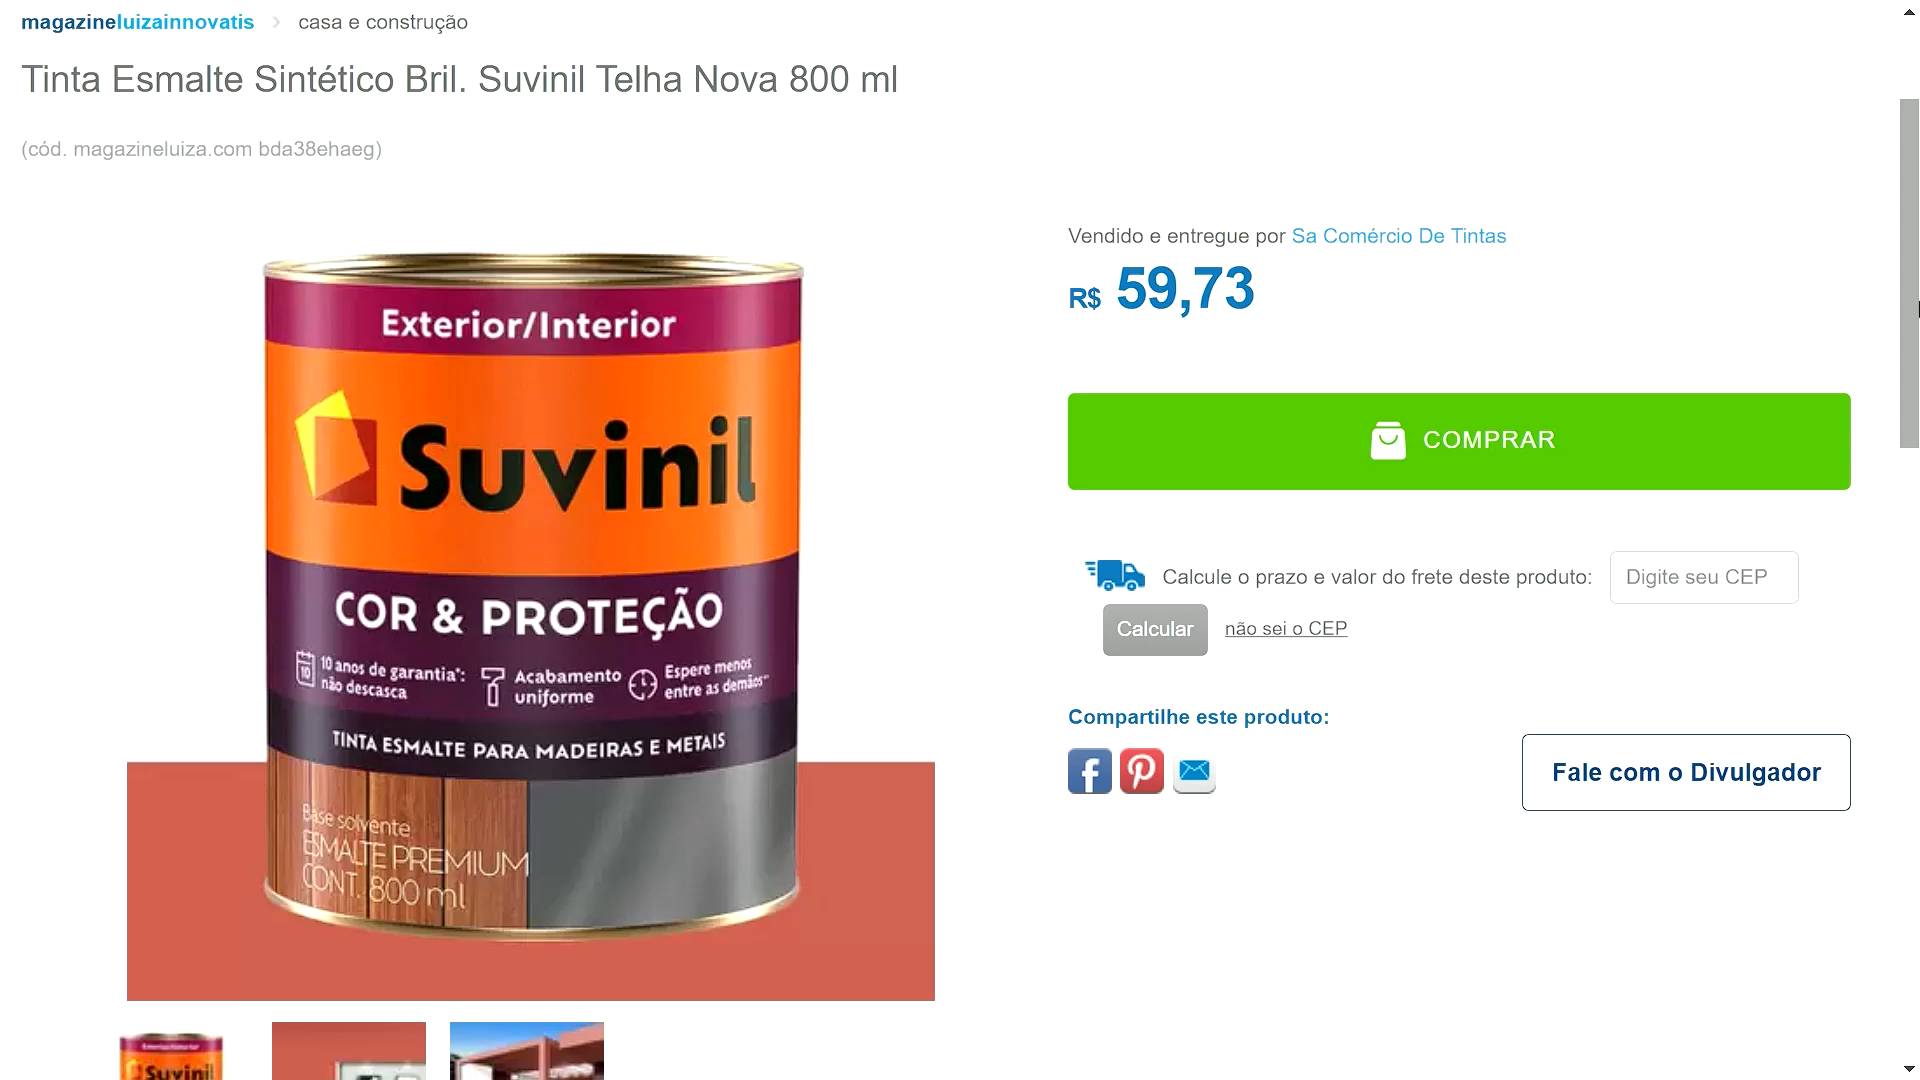 magazineluizainnovatis > casa e construção
Tinta Esmalte Sintético Bril. Suvinil Telha Nova 800 ml
(cód. magazineluiza.com bda38ehaeg)
Exterior/Interior
Suvinil
COR & PROTEÇÃO
10 anos de garantia*:
não descasca
Acabamento
uniforme
Espere menos
entre as demãos**
TINTA ESMALTE PARA MADEIRAS E METAIS
Base solvente
ESMALTE PREMIUM
CONT. 800 ml
Vendido e entregue por Sa Comércio De Tintas
R$ 59,73
COMPRAR
Calcule o prazo e valor do frete deste produto:
Digite seu CEP
Calcular
não sei o CEP
Compartilhe este produto:
Fale com o Divulgador
Exterior/Interior
Suvinil